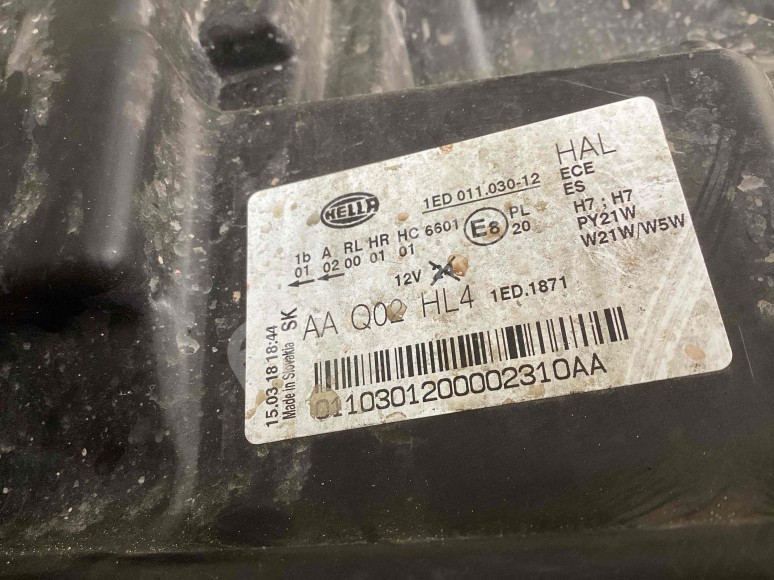 HELLA
1ED 011.030-12
HAL
ECE
ES
H7 ; H7
PY21W
W21W/W5W
1b A RL HR HC 6601 E8 PL
01 02 00 01 01 20
12V
AA Q02 HL4 1ED.1871
15.03.18 18:44
Made in Slovakia SK
01103012000002310AA